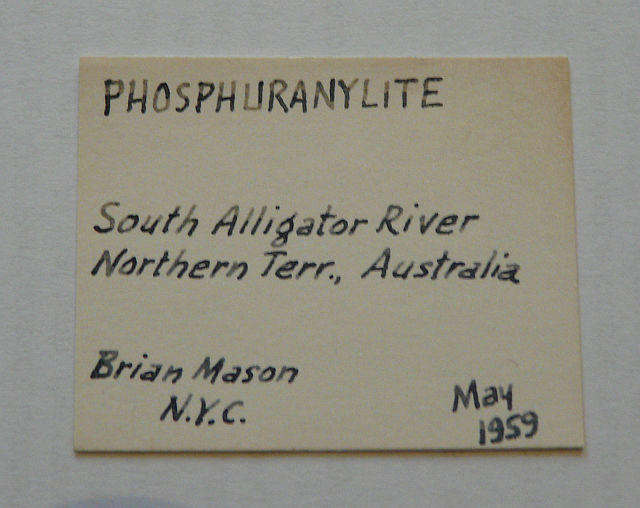 PHOSPHURANYLITE
South Alligator River
Northern Terr., Australia
Brian Mason
N.Y.C.
May
1959